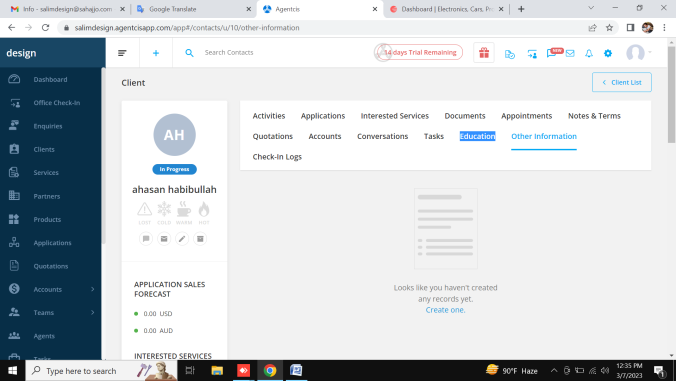 Info - salimdesign@sahajjo.com
Google Translate
Agentcis
Dashboard | Electronics, Cars, Pr
salimdesign.agentcisapp.com/app#/contacts/u/10/other-information
design
Search Contacts
14 days Trial Remaining
NEW
Dashboard
Office Check-In
Enquiries
Clients
Services
Partners
Products
Applications
Quotations
Accounts
Teams
Agents
Tasks
Client
Client List
AH
In Progress
ahasan habibullah
LOST COLD WARM HOT
APPLICATION SALES
FORECAST
0.00 USD
0.00 AUD
INTERESTED SERVICES
Activities Applications Interested Services Documents Appointments Notes & Terms
Quotations Accounts Conversations Tasks Education Other Information
Check-In Logs
Looks like you haven't created
any records yet.
Create one.
Type here to search
90°F Haze
12:35 PM
3/7/2023